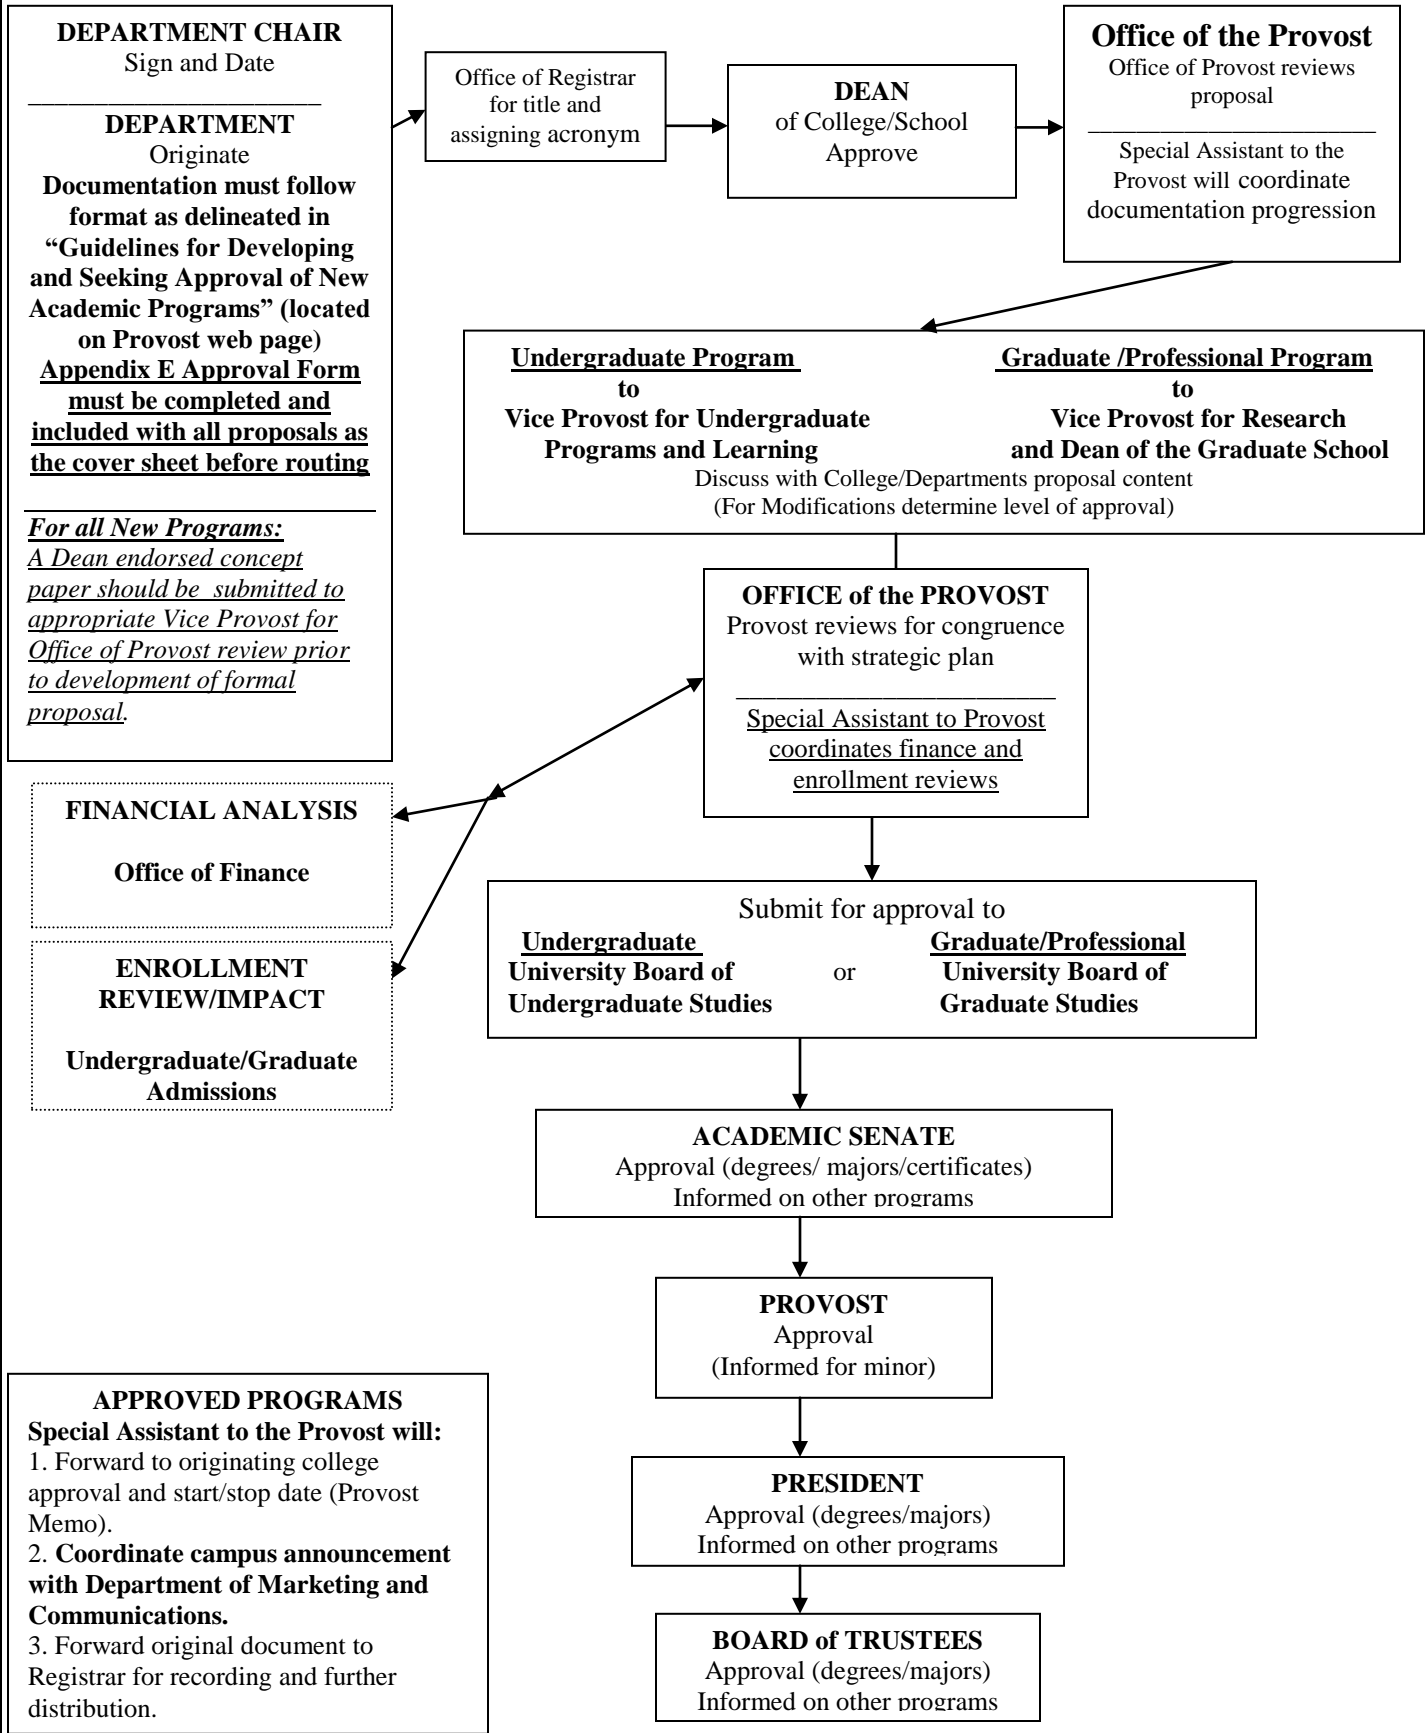 DEPARTMENT CHAIR
Sign and Date
DEPARTMENT
Originate
Documentation must follow
format as delineated in
“Guidelines for Developing
and Seeking Approval of New
Academic Programs” (located
on Provost web page)
Appendix E Approval Form
must be completed and
included with all proposals as
the cover sheet before routing
For all New Programs:
A Dean endorsed concept
paper should be submitted to
appropriate Vice Provost for
Office of Provost review prior
to development of formal
proposal.
Office of Registrar
for title and
assigning acronym
DEAN
of College/School
Approve
Office of the Provost
Office of Provost reviews
proposal
Special Assistant to the
Provost will coordinate
documentation progression
Undergraduate Program
to
Vice Provost for Undergraduate
Programs and Learning
Graduate /Professional Program
to
Vice Provost for Research
and Dean of the Graduate School
Discuss with College/Departments proposal content
(For Modifications determine level of approval)
OFFICE of the PROVOST
Provost reviews for congruence
with strategic plan
Special Assistant to Provost
coordinates finance and
enrollment reviews
FINANCIAL ANALYSIS
Office of Finance
ENROLLMENT
REVIEW/IMPACT
Undergraduate/Graduate
Admissions
Submit for approval to
Undergraduate
University Board of
Undergraduate Studies
or
Graduate/Professional
University Board of
Graduate Studies
ACADEMIC SENATE
Approval (degrees/ majors/certificates)
Informed on other programs
PROVOST
Approval
(Informed for minor)
PRESIDENT
Approval (degrees/majors)
Informed on other programs
BOARD of TRUSTEES
Approval (degrees/majors)
Informed on other programs
APPROVED PROGRAMS
Special Assistant to the Provost will:
1. Forward to originating college
approval and start/stop date (Provost
Memo).
2. Coordinate campus announcement
with Department of Marketing and
Communications.
3. Forward original document to
Registrar for recording and further
distribution.